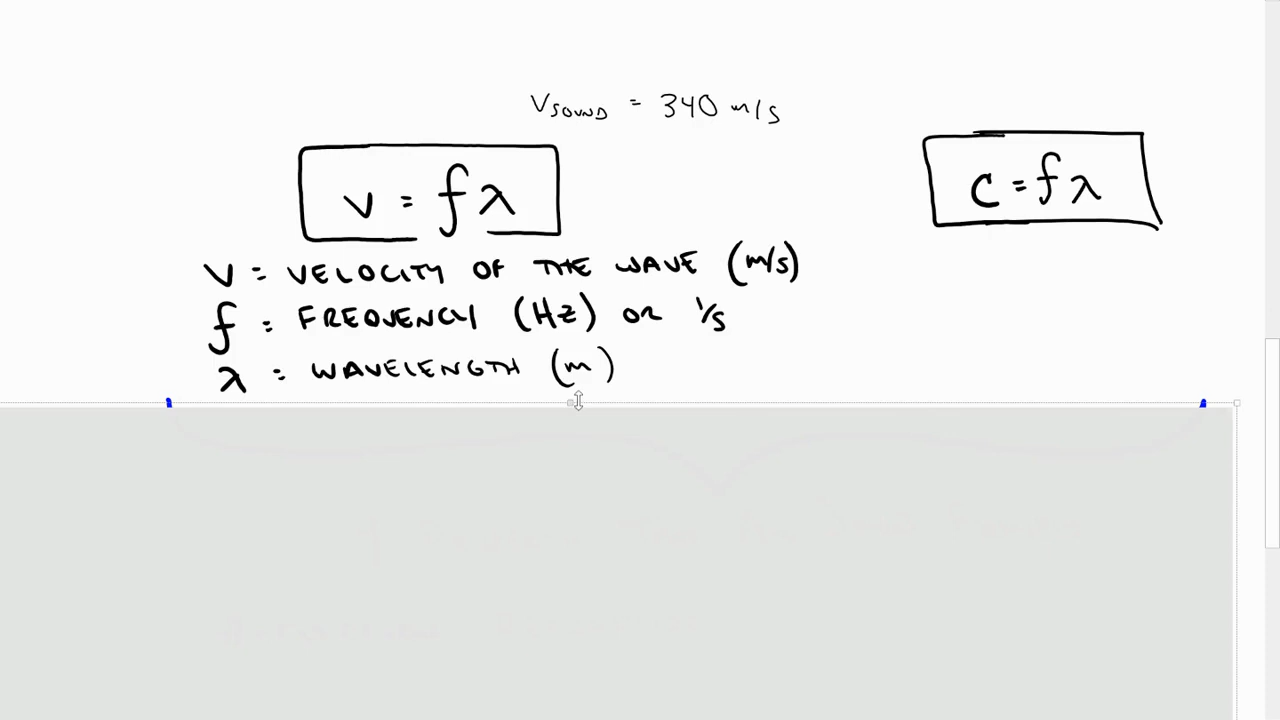 VSOUND = 340 m/s
v = fλ
C = fλ
V = VELOCITY OF THE WAVE (m/s)
f = FREQUENCY (Hz) OR 1/s
λ = WAVELENGTH (m)